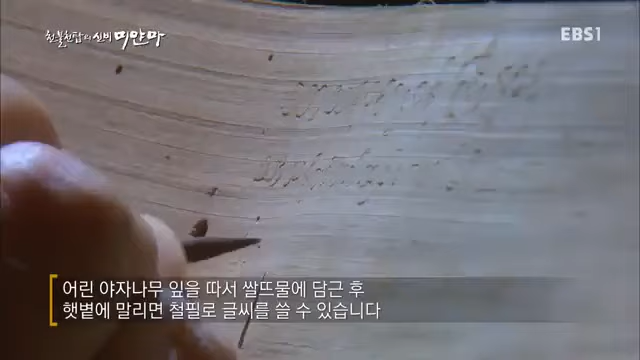 천불천탑의 신비 미얀마
EBS1
어린 야자나무 잎을 따서 쌀뜨물에 담근 후
햇볕에 말리면 철필로 글씨를 쓸 수 있습니다